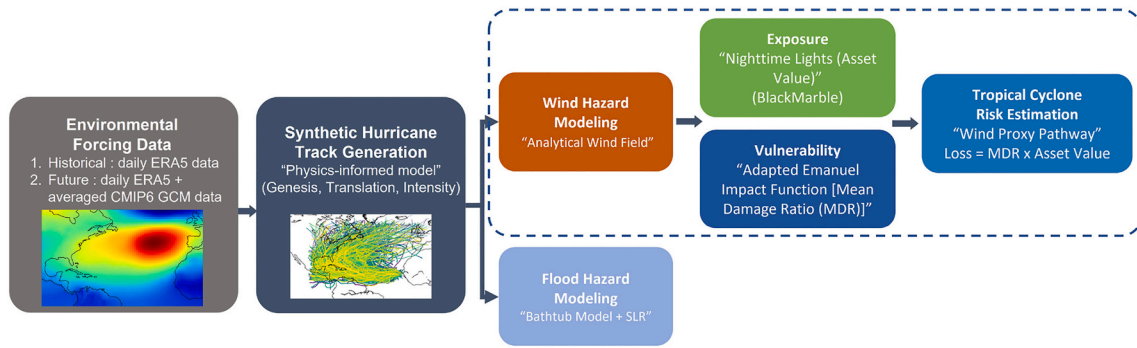 Environmental
Forcing Data
1. Historical : daily ERA5 data
2. Future : daily ERA5 +
averaged CMIP6 GCM data
Synthetic Hurricane
Track Generation
“Physics-informed model”
(Genesis, Translation, Intensity)
Wind Hazard
Modeling
“Analytical Wind Field”
Flood Hazard
Modeling
“Bathtub Model + SLR”
Exposure
“Nighttime Lights (Asset
Value)”
(BlackMarble)
Vulnerability
“Adapted Emanuel
Impact Function [Mean
Damage Ratio (MDR)]”
Tropical Cyclone
Risk Estimation
“Wind Proxy Pathway”
Loss = MDR x Asset Value